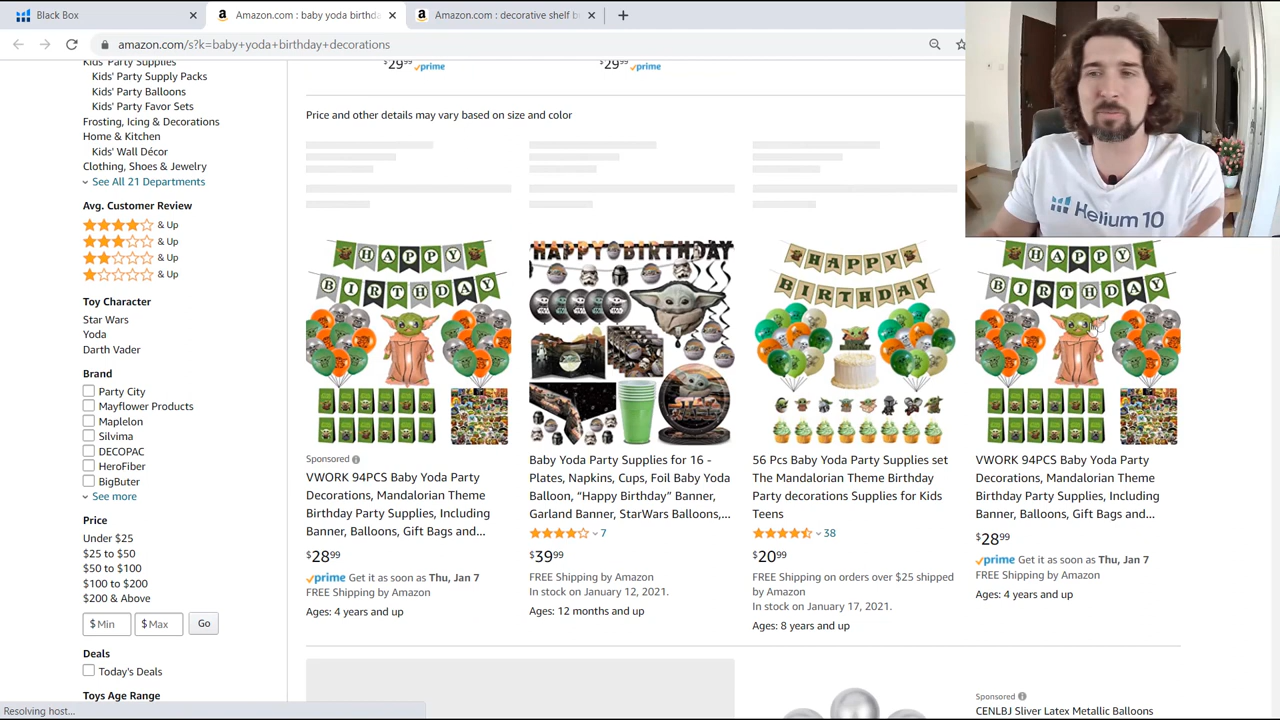 Black Box
Amazon.com : baby yoda birthda
Amazon.com : decorative shelf b
amazon.com/s?k=baby+yoda+birthday+decorations
Kids' Party Supplies
Kids' Party Supply Packs
Kids' Party Balloons
Kids' Party Favor Sets
Frosting, Icing & Decorations
Home & Kitchen
Kids' Wall Décor
Clothing, Shoes & Jewelry
See All 21 Departments
Avg. Customer Review
& Up
& Up
& Up
& Up
Toy Character
Star Wars
Yoda
Darth Vader
Brand
Party City
Mayflower Products
Maplelon
Silvima
DECOPAC
HeroFiber
BigButer
See more
Price
Under $25
$25 to $50
$50 to $100
$100 to $200
$200 & Above
$ Min
$ Max
Go
Deals
Today's Deals
Toys Age Range
Resolving host...
$29⁹⁹ prime
$29⁹⁹ prime
Price and other details may vary based on size and color
HAPPY
BIRTHDAY
Sponsored
VWORK 94PCS Baby Yoda Party
Decorations, Mandalorian Theme
Birthday Party Supplies, Including
Banner, Balloons, Gift Bags and...
$28⁹⁹
prime Get it as soon as Thu, Jan 7
FREE Shipping by Amazon
Ages: 4 years and up
HAPPY BIRTHDAY
STAR WARS
Baby Yoda Party Supplies for 16 -
Plates, Napkins, Cups, Foil Baby Yoda
Balloon, “Happy Birthday” Banner,
Garland Banner, StarWars Balloons,...
7
$39⁹⁹
FREE Shipping by Amazon
In stock on January 12, 2021.
Ages: 12 months and up
HAPPY
BIRTHDAY
56 Pcs Baby Yoda Party Supplies set
The Mandalorian Theme Birthday
Party decorations Supplies for Kids
Teens
38
$20⁹⁹
FREE Shipping on orders over $25 shipped
by Amazon
In stock on January 17, 2021.
Ages: 8 years and up
HAPPY
BIRTHDAY
VWORK 94PCS Baby Yoda Party
Decorations, Mandalorian Theme
Birthday Party Supplies, Including
Banner, Balloons, Gift Bags and...
$28⁹⁹
prime Get it as soon as Thu, Jan 7
FREE Shipping by Amazon
Ages: 4 years and up
Sponsored
CENLBJ Sliver Latex Metallic Balloons
Helium 10